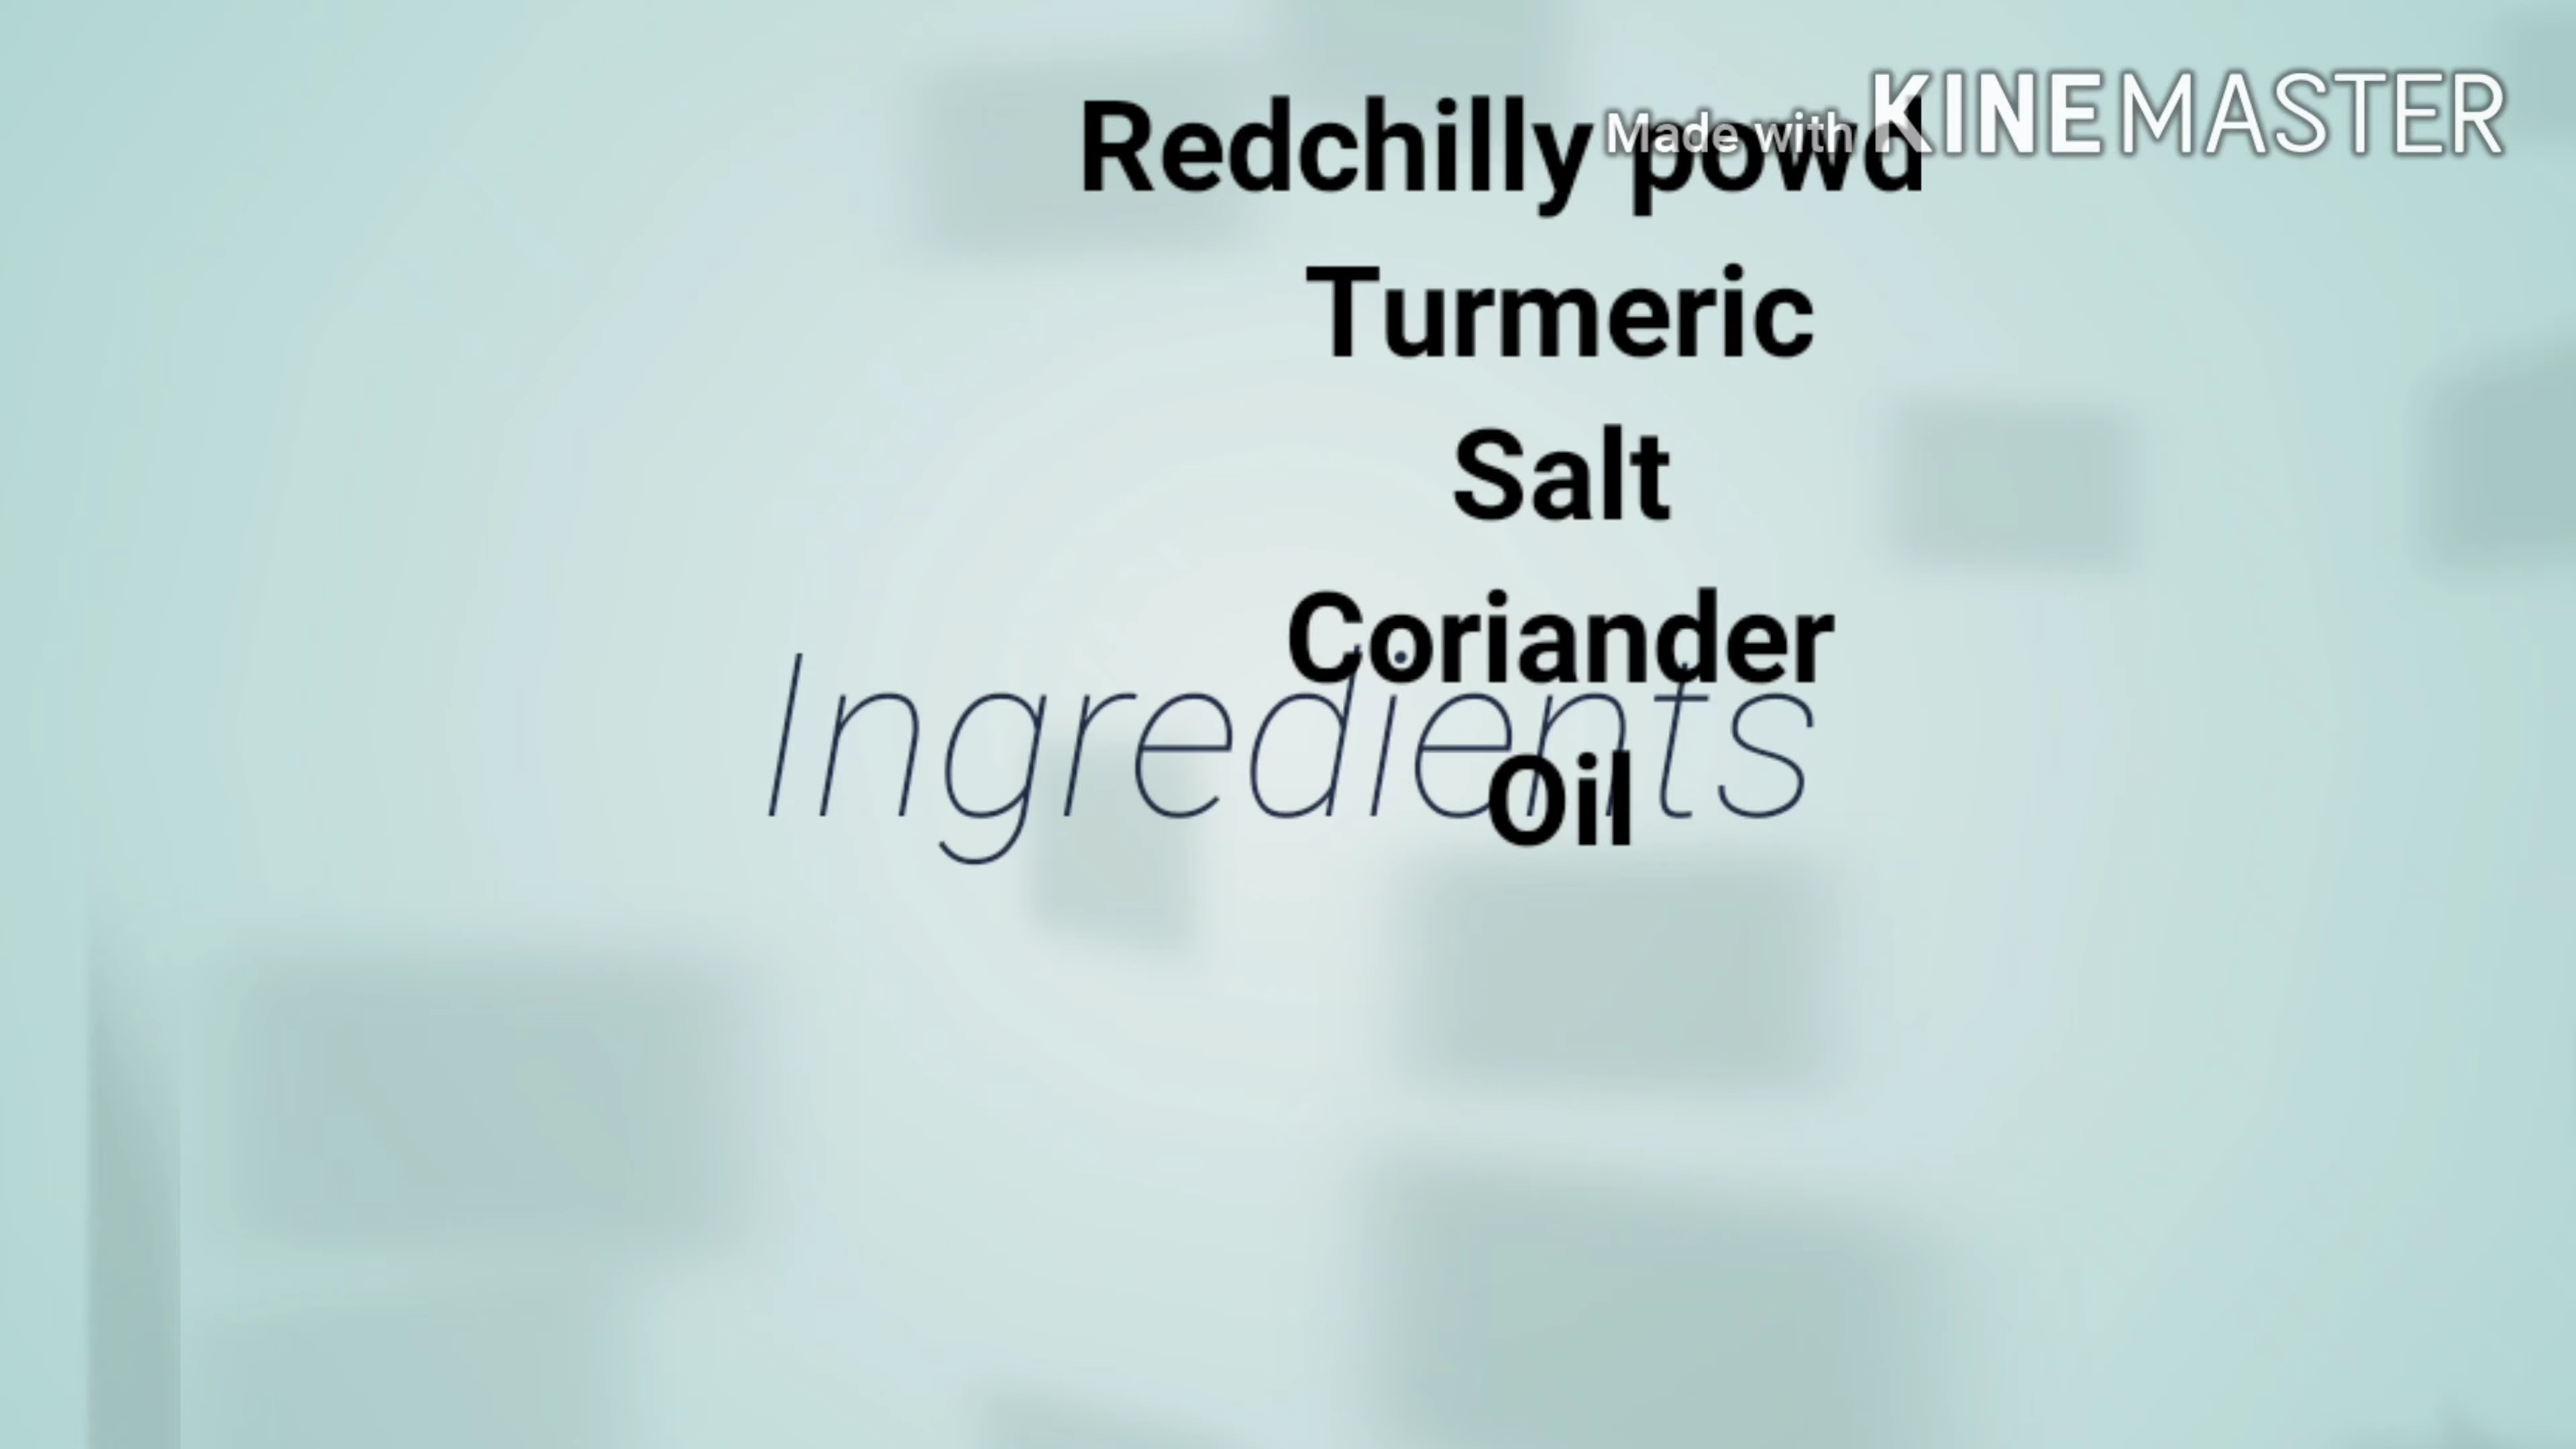 Redchilly powd
Made with KINEMASTER
Turmeric
Salt
Coriander
Ingredients
Oil